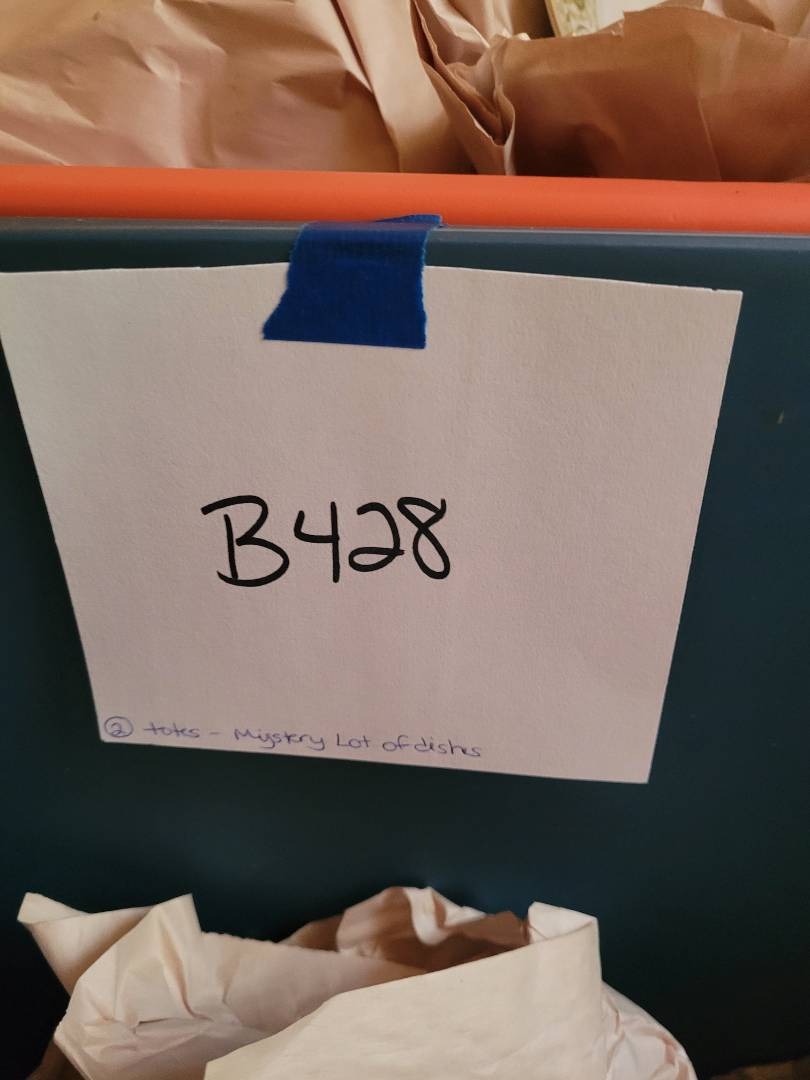 B428
② totes - Mystery Lot of dishes